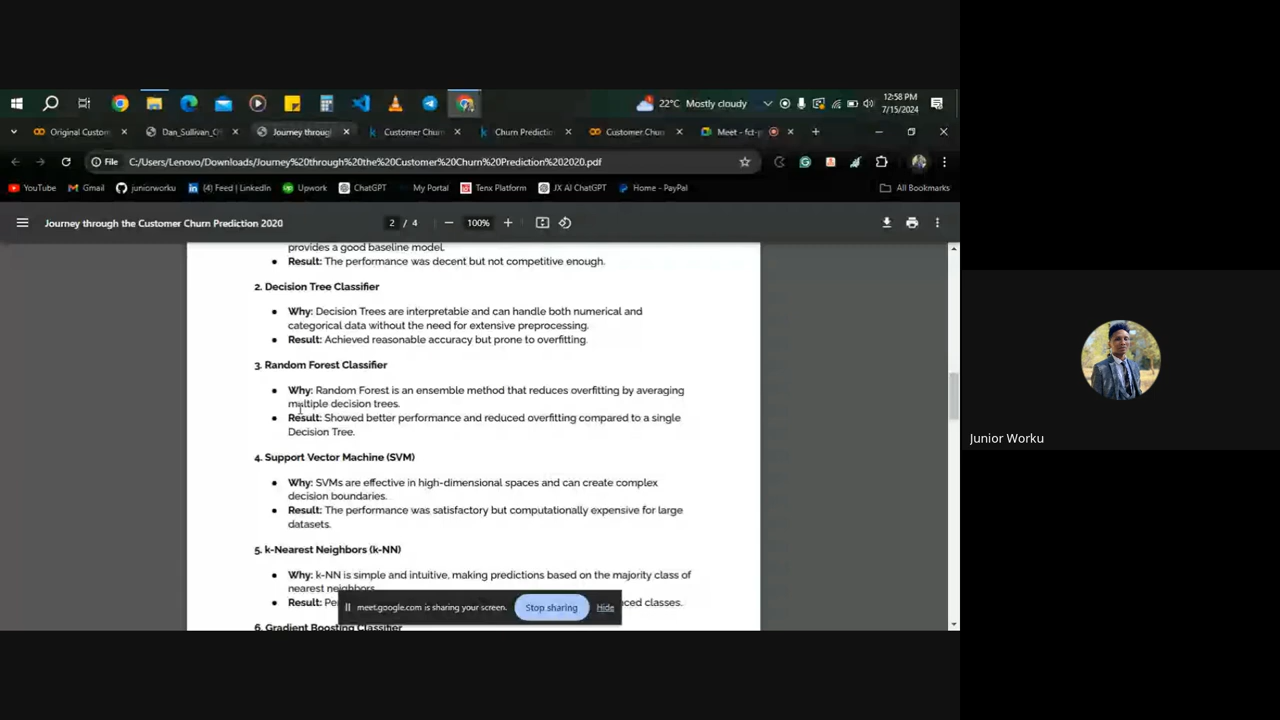 22°C Mostly cloudy
12:58 PM
7/15/2024
Original Custom
Dan_Sullivan_O
Journey throug
Customer Churn
Churn Predictio
Customer Churn
Meet - fct-
File
C:/Users/Lenovo/Downloads/Journey%20through%20the%20Customer%20Churn%20Prediction%202020.pdf
YouTube
Gmail
juniorworku
(4) Feed | LinkedIn
Upwork
ChatGPT
My Portal
Tenx Platform
JX AI ChatGPT
Home - PayPal
All Bookmarks
Journey through the Customer Churn Prediction 2020
2 / 4
100%
provides a good baseline model.
● Result: The performance was decent but not competitive enough.
2. Decision Tree Classifier
● Why: Decision Trees are interpretable and can handle both numerical and
categorical data without the need for extensive preprocessing.
● Result: Achieved reasonable accuracy but prone to overfitting.
3. Random Forest Classifier
● Why: Random Forest is an ensemble method that reduces overfitting by averaging
multiple decision trees.
● Result: Showed better performance and reduced overfitting compared to a single
Decision Tree.
4. Support Vector Machine (SVM)
● Why: SVMs are effective in high-dimensional spaces and can create complex
decision boundaries.
● Result: The performance was satisfactory but computationally expensive for large
datasets.
5. k-Nearest Neighbors (k-NN)
● Why: k-NN is simple and intuitive, making predictions based on the majority class of
nearest neighbors.
● Result: classes.
6. Gradient Boosting Classifier
meet.google.com is sharing your screen.
Stop sharing
Hide
Junior Worku